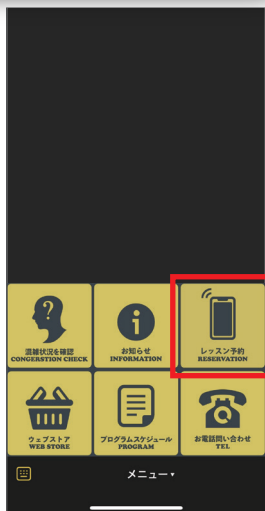 ?
i
混雑状況を確認
CONGERSTION CHECK
お知らせ
INFORMATION
レッスン予約
RESERVATION
ウェブストア
WEB STORE
プログラムスケジュール
PROGRAM
お電話問い合わせ
TEL
メニュー▾